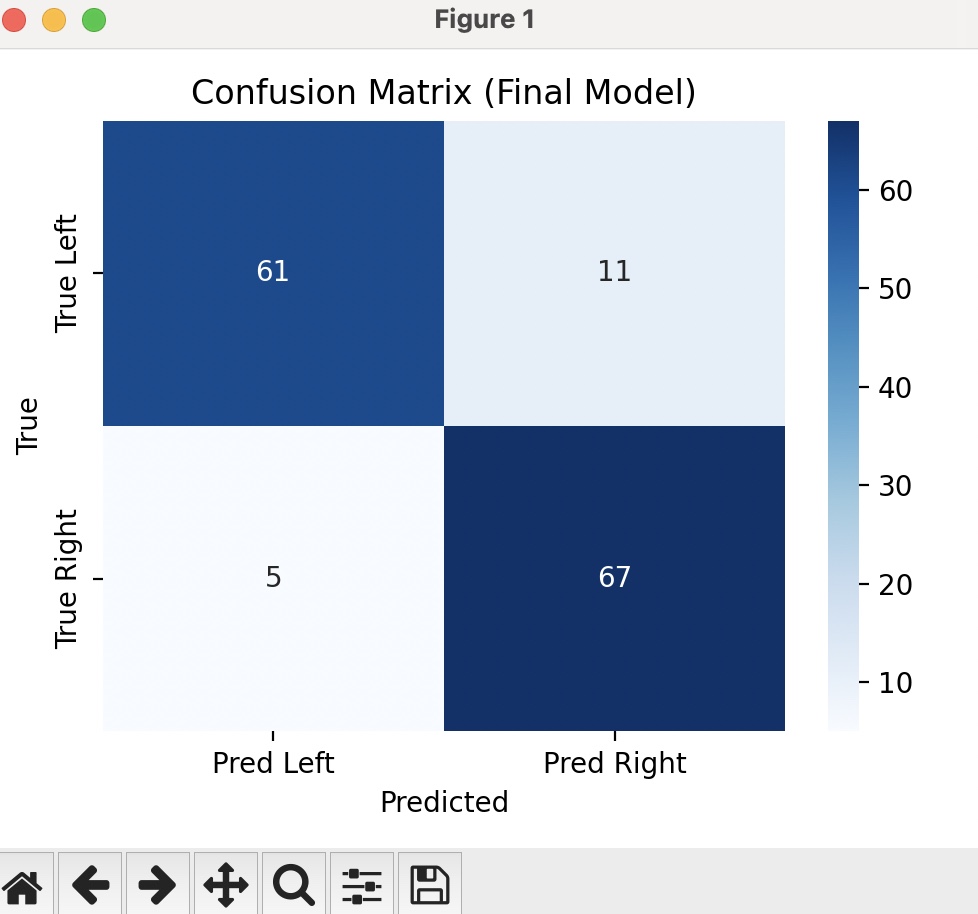 Figure 1
Confusion Matrix (Final Model)
True
True Left
61
11
True Right
5
67
Pred Left
Pred Right
Predicted
60
50
40
30
20
10